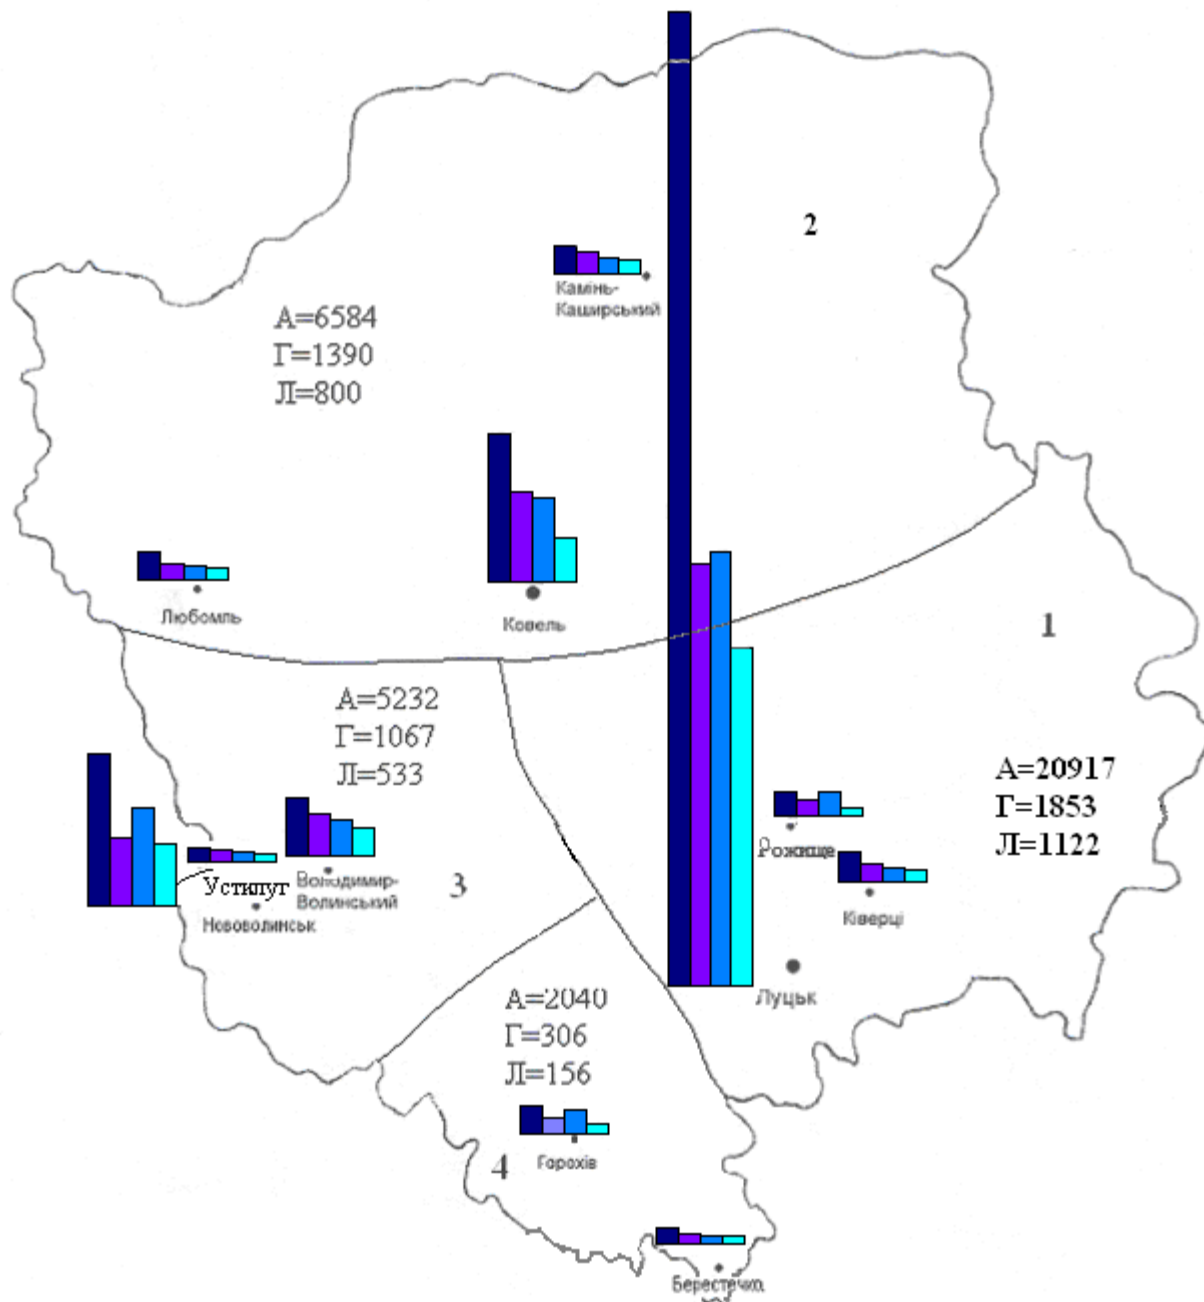 2
Камінь-
Каширський
А=6584
Г=1390
Л=800
Любомль
Ковель
1
А=5232
Г=1067
Л=533
А=20917
Г=1853
Л=1122
Рожище
Ківерці
Устилуг
Володимир-
Волинський
3
Нововолинськ
Луцьк
А=2040
Г=306
Л=156
4
Горохів
Берестечко